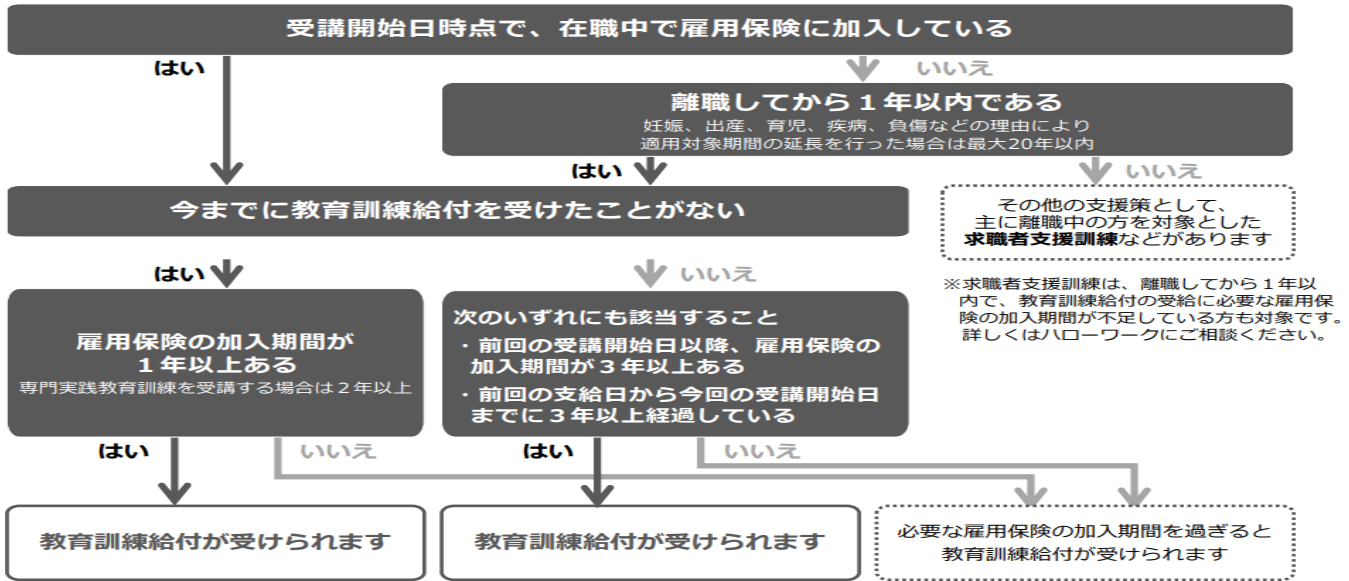 受講開始日時点で、在職中で雇用保険に加入している
はい
いいえ
離職してから１年以内である
妊娠、出産、育児、疾病、負傷などの理由により
適用対象期間の延長を行った場合は最大20年以内
はい
いいえ
今までに教育訓練給付を受けたことがない
その他の支援策として、
主に離職中の方を対象とした
求職者支援訓練などがあります
はい
いいえ
※求職者支援訓練は、離職してから１年以
内で、教育訓練給付の受給に必要な雇用保
険の加入期間が不足している方も対象です。
詳しくはハローワークにご相談ください。
雇用保険の加入期間が
１年以上ある
専門実践教育訓練を受講する場合は２年以上
次のいずれにも該当すること
・前回の受講開始日以降、雇用保険の
加入期間が３年以上ある
・前回の支給日から今回の受講開始日
までに３年以上経過している
はい
いいえ
はい
いいえ
教育訓練給付が受けられます
教育訓練給付が受けられます
必要な雇用保険の加入期間を過ぎると
教育訓練給付が受けられます